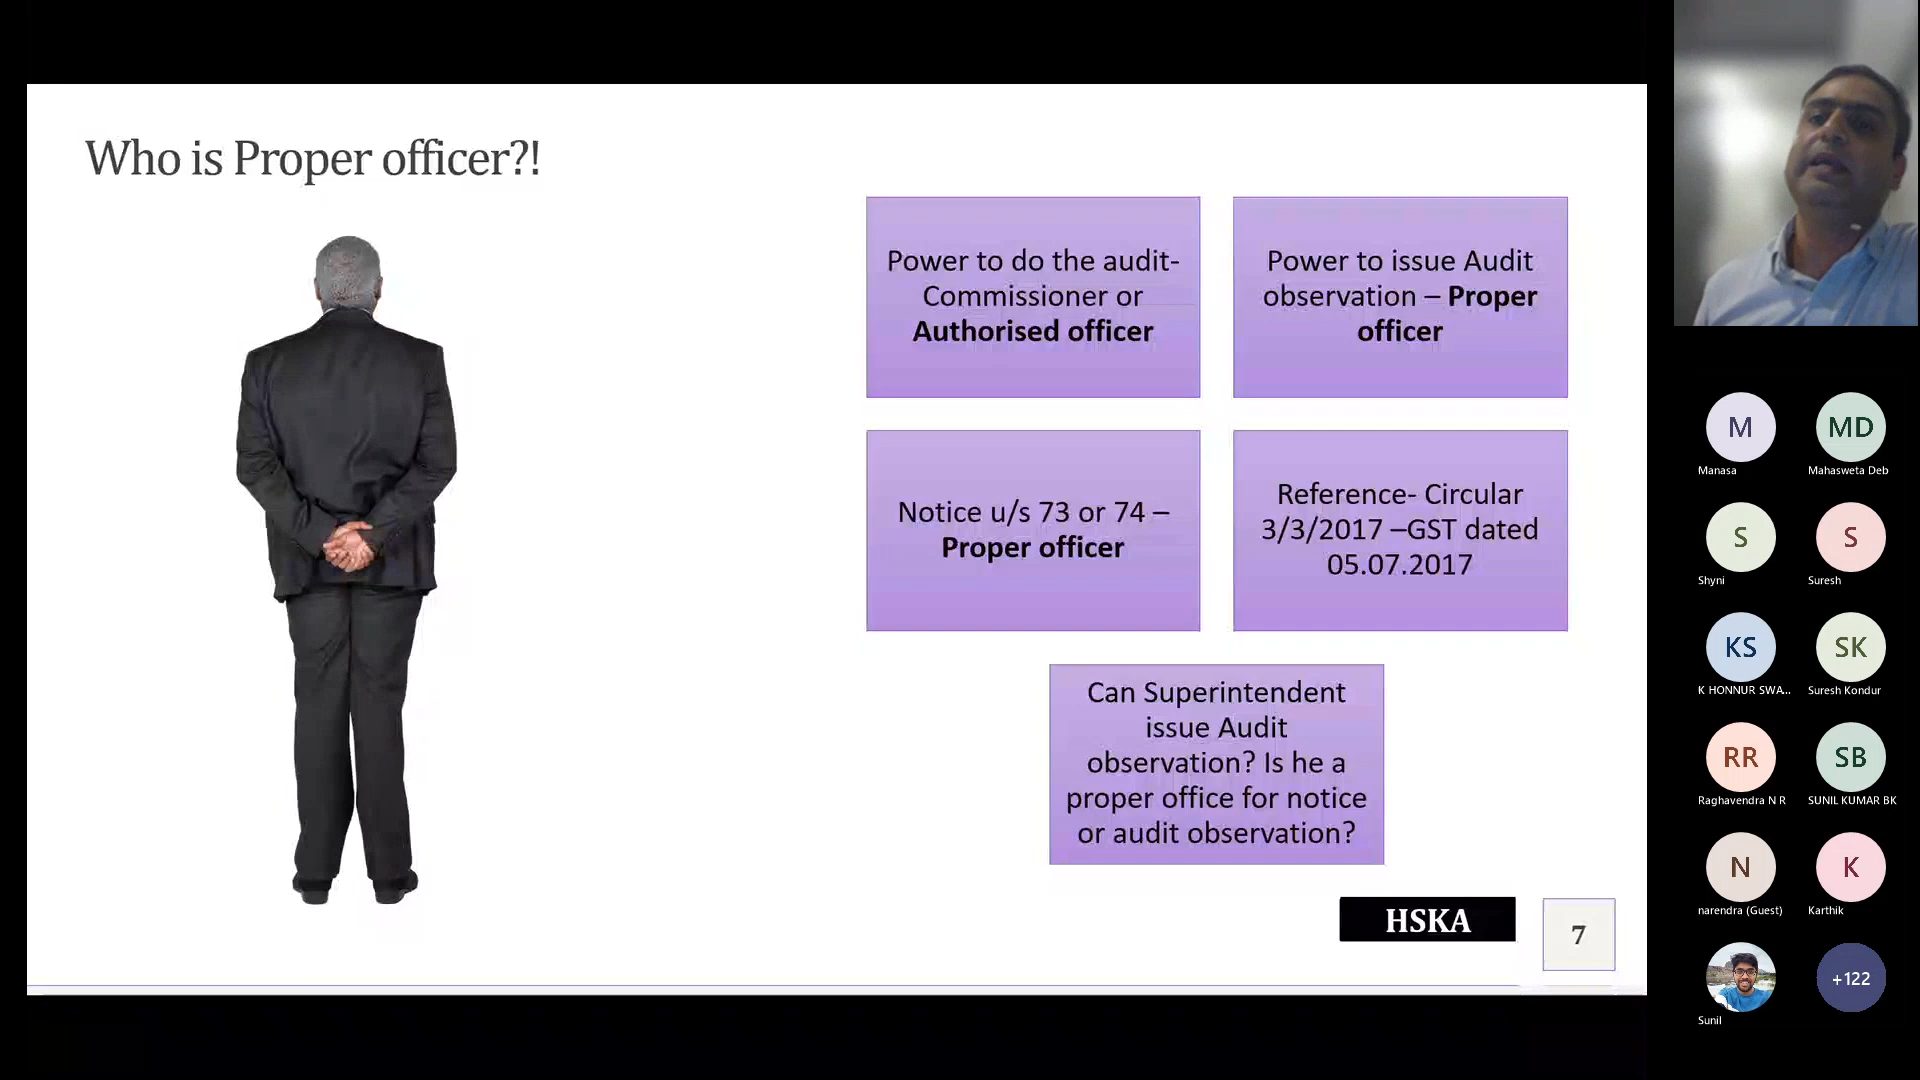 Who is Proper officer?!
Power to do the audit-
Commissioner or
Authorised officer
Power to issue Audit
observation – Proper
officer
Notice u/s 73 or 74 –
Proper officer
Reference- Circular
3/3/2017 –GST dated
05.07.2017
Can Superintendent
issue Audit
observation? Is he a
proper office for notice
or audit observation?
HSKA
7
M
Manasa
MD
Mahasweta Deb
S
Shyni
S
Suresh
KS
K HONNUR SWA...
SK
Suresh Kondur
RR
Raghavendra N R
SB
SUNIL KUMAR BK
N
narendra (Guest)
K
Karthik
Sunil
+122